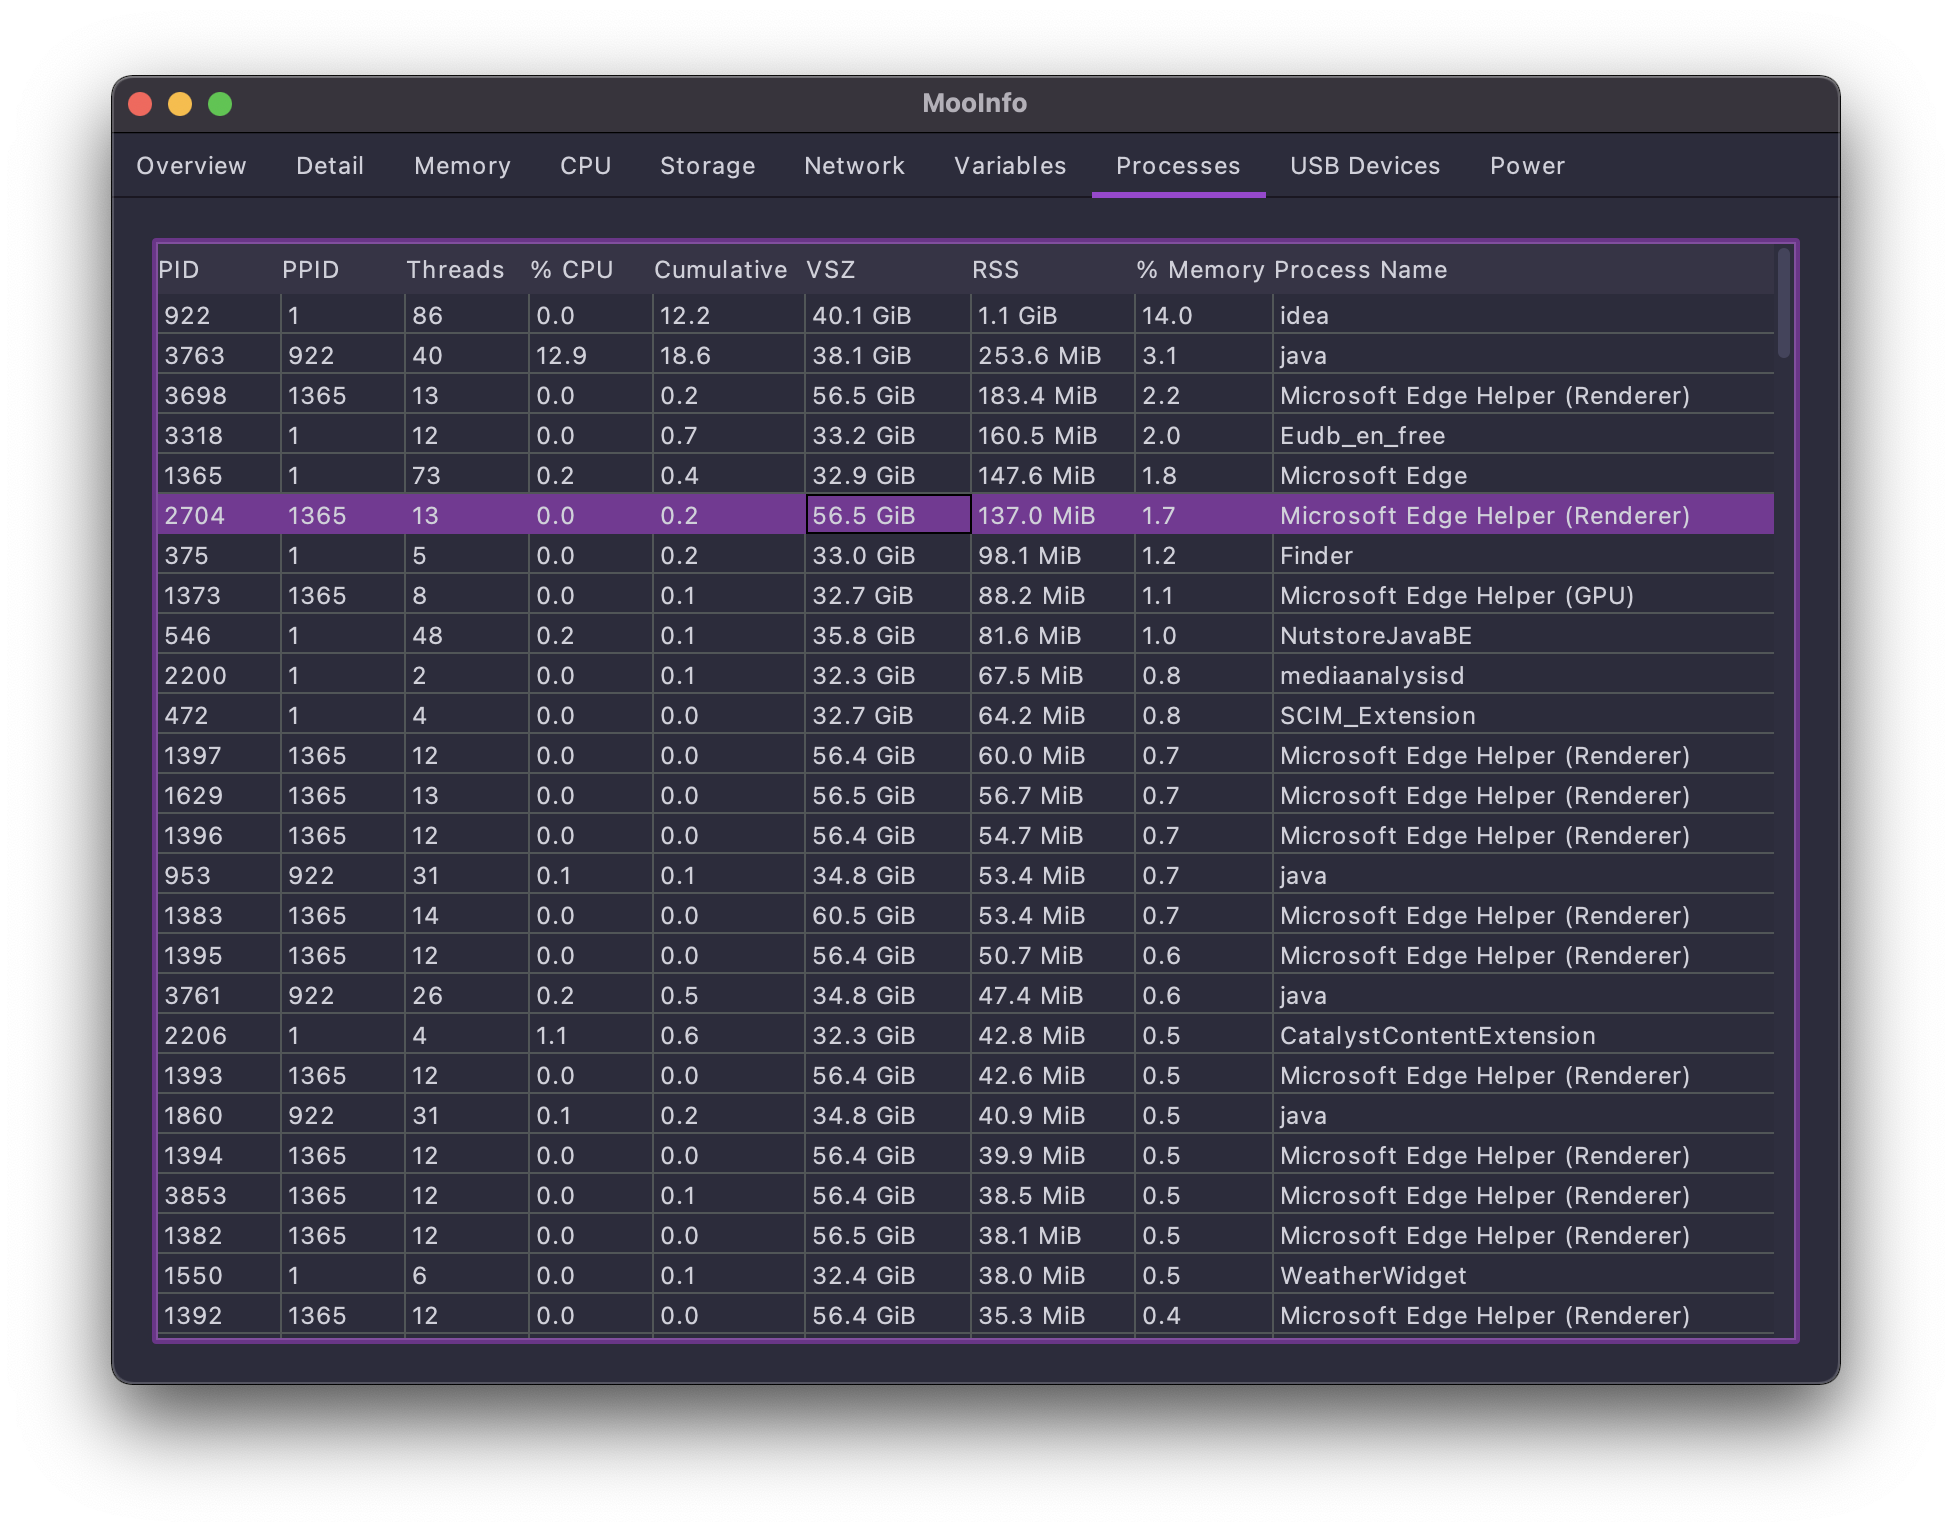 MooInfo
Overview Detail Memory CPU Storage Network Variables Processes USB Devices Power
PID PPID Threads % CPU Cumulative VSZ RSS % Memory Process Name
922 1 86 0.0 12.2 40.1 GiB 1.1 GiB 14.0 idea
3763 922 40 12.9 18.6 38.1 GiB 253.6 MiB 3.1 java
3698 1365 13 0.0 0.2 56.5 GiB 183.4 MiB 2.2 Microsoft Edge Helper (Renderer)
3318 1 12 0.0 0.7 33.2 GiB 160.5 MiB 2.0 Eudb_en_free
1365 1 73 0.2 0.4 32.9 GiB 147.6 MiB 1.8 Microsoft Edge
2704 1365 13 0.0 0.2 56.5 GiB 137.0 MiB 1.7 Microsoft Edge Helper (Renderer)
375 1 5 0.0 0.2 33.0 GiB 98.1 MiB 1.2 Finder
1373 1365 8 0.0 0.1 32.7 GiB 88.2 MiB 1.1 Microsoft Edge Helper (GPU)
546 1 48 0.2 0.1 35.8 GiB 81.6 MiB 1.0 NutstoreJavaBE
2200 1 2 0.0 0.1 32.3 GiB 67.5 MiB 0.8 mediaanalysisd
472 1 4 0.0 0.0 32.7 GiB 64.2 MiB 0.8 SCIM_Extension
1397 1365 12 0.0 0.0 56.4 GiB 60.0 MiB 0.7 Microsoft Edge Helper (Renderer)
1629 1365 13 0.0 0.0 56.5 GiB 56.7 MiB 0.7 Microsoft Edge Helper (Renderer)
1396 1365 12 0.0 0.0 56.4 GiB 54.7 MiB 0.7 Microsoft Edge Helper (Renderer)
953 922 31 0.1 0.1 34.8 GiB 53.4 MiB 0.7 java
1383 1365 14 0.0 0.0 60.5 GiB 53.4 MiB 0.7 Microsoft Edge Helper (Renderer)
1395 1365 12 0.0 0.0 56.4 GiB 50.7 MiB 0.6 Microsoft Edge Helper (Renderer)
3761 922 26 0.2 0.5 34.8 GiB 47.4 MiB 0.6 java
2206 1 4 1.1 0.6 32.3 GiB 42.8 MiB 0.5 CatalystContentExtension
1393 1365 12 0.0 0.0 56.4 GiB 42.6 MiB 0.5 Microsoft Edge Helper (Renderer)
1860 922 31 0.1 0.2 34.8 GiB 40.9 MiB 0.5 java
1394 1365 12 0.0 0.0 56.4 GiB 39.9 MiB 0.5 Microsoft Edge Helper (Renderer)
3853 1365 12 0.0 0.1 56.4 GiB 38.5 MiB 0.5 Microsoft Edge Helper (Renderer)
1382 1365 12 0.0 0.0 56.5 GiB 38.1 MiB 0.5 Microsoft Edge Helper (Renderer)
1550 1 6 0.0 0.1 32.4 GiB 38.0 MiB 0.5 WeatherWidget
1392 1365 12 0.0 0.0 56.4 GiB 35.3 MiB 0.4 Microsoft Edge Helper (Renderer)